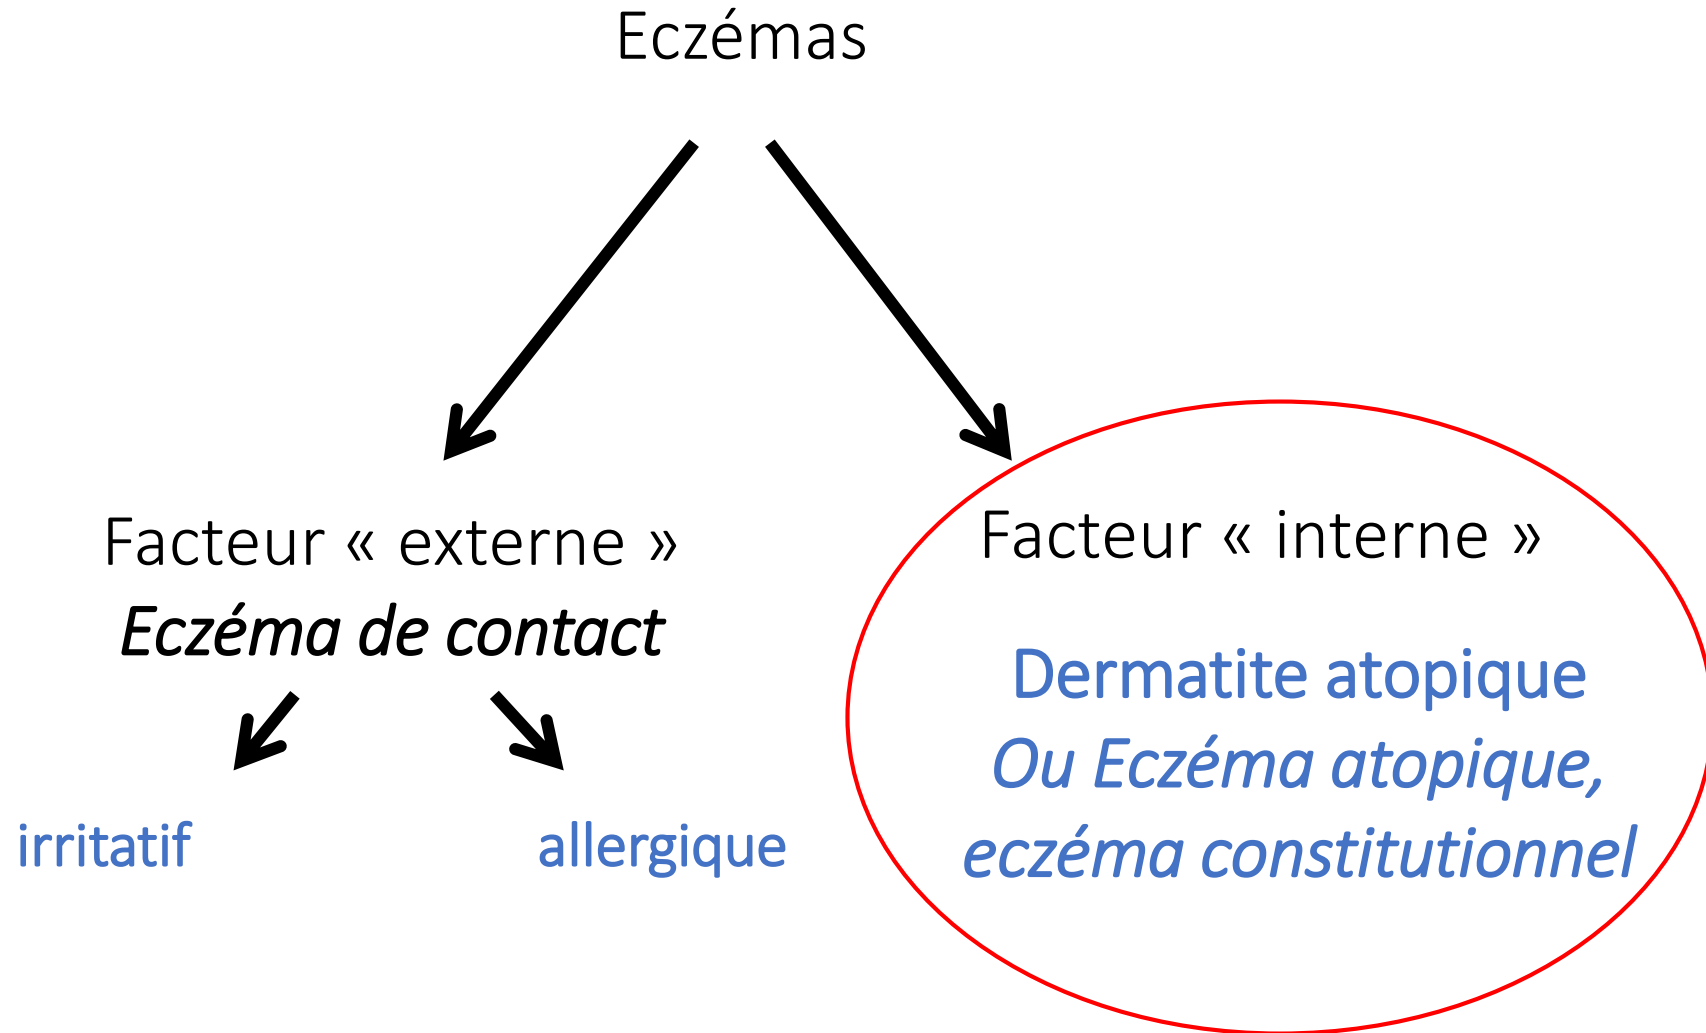 Eczémas
Facteur « externe »
Eczéma de contact
irritatif
allergique
Facteur « interne »
Dermatite atopique
Ou Eczéma atopique,
eczéma constitutionnel